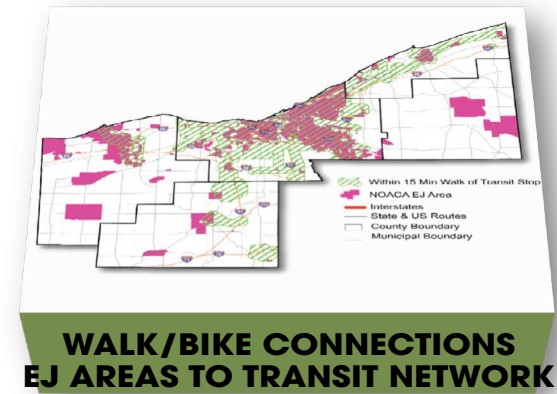 Within 15 Min Walk of Transit Stop
NOACA EJ Area
Interstates
State & US Routes
County Boundary
Municipal Boundary
WALK/BIKE CONNECTIONS
EJ AREAS TO TRANSIT NETWORK